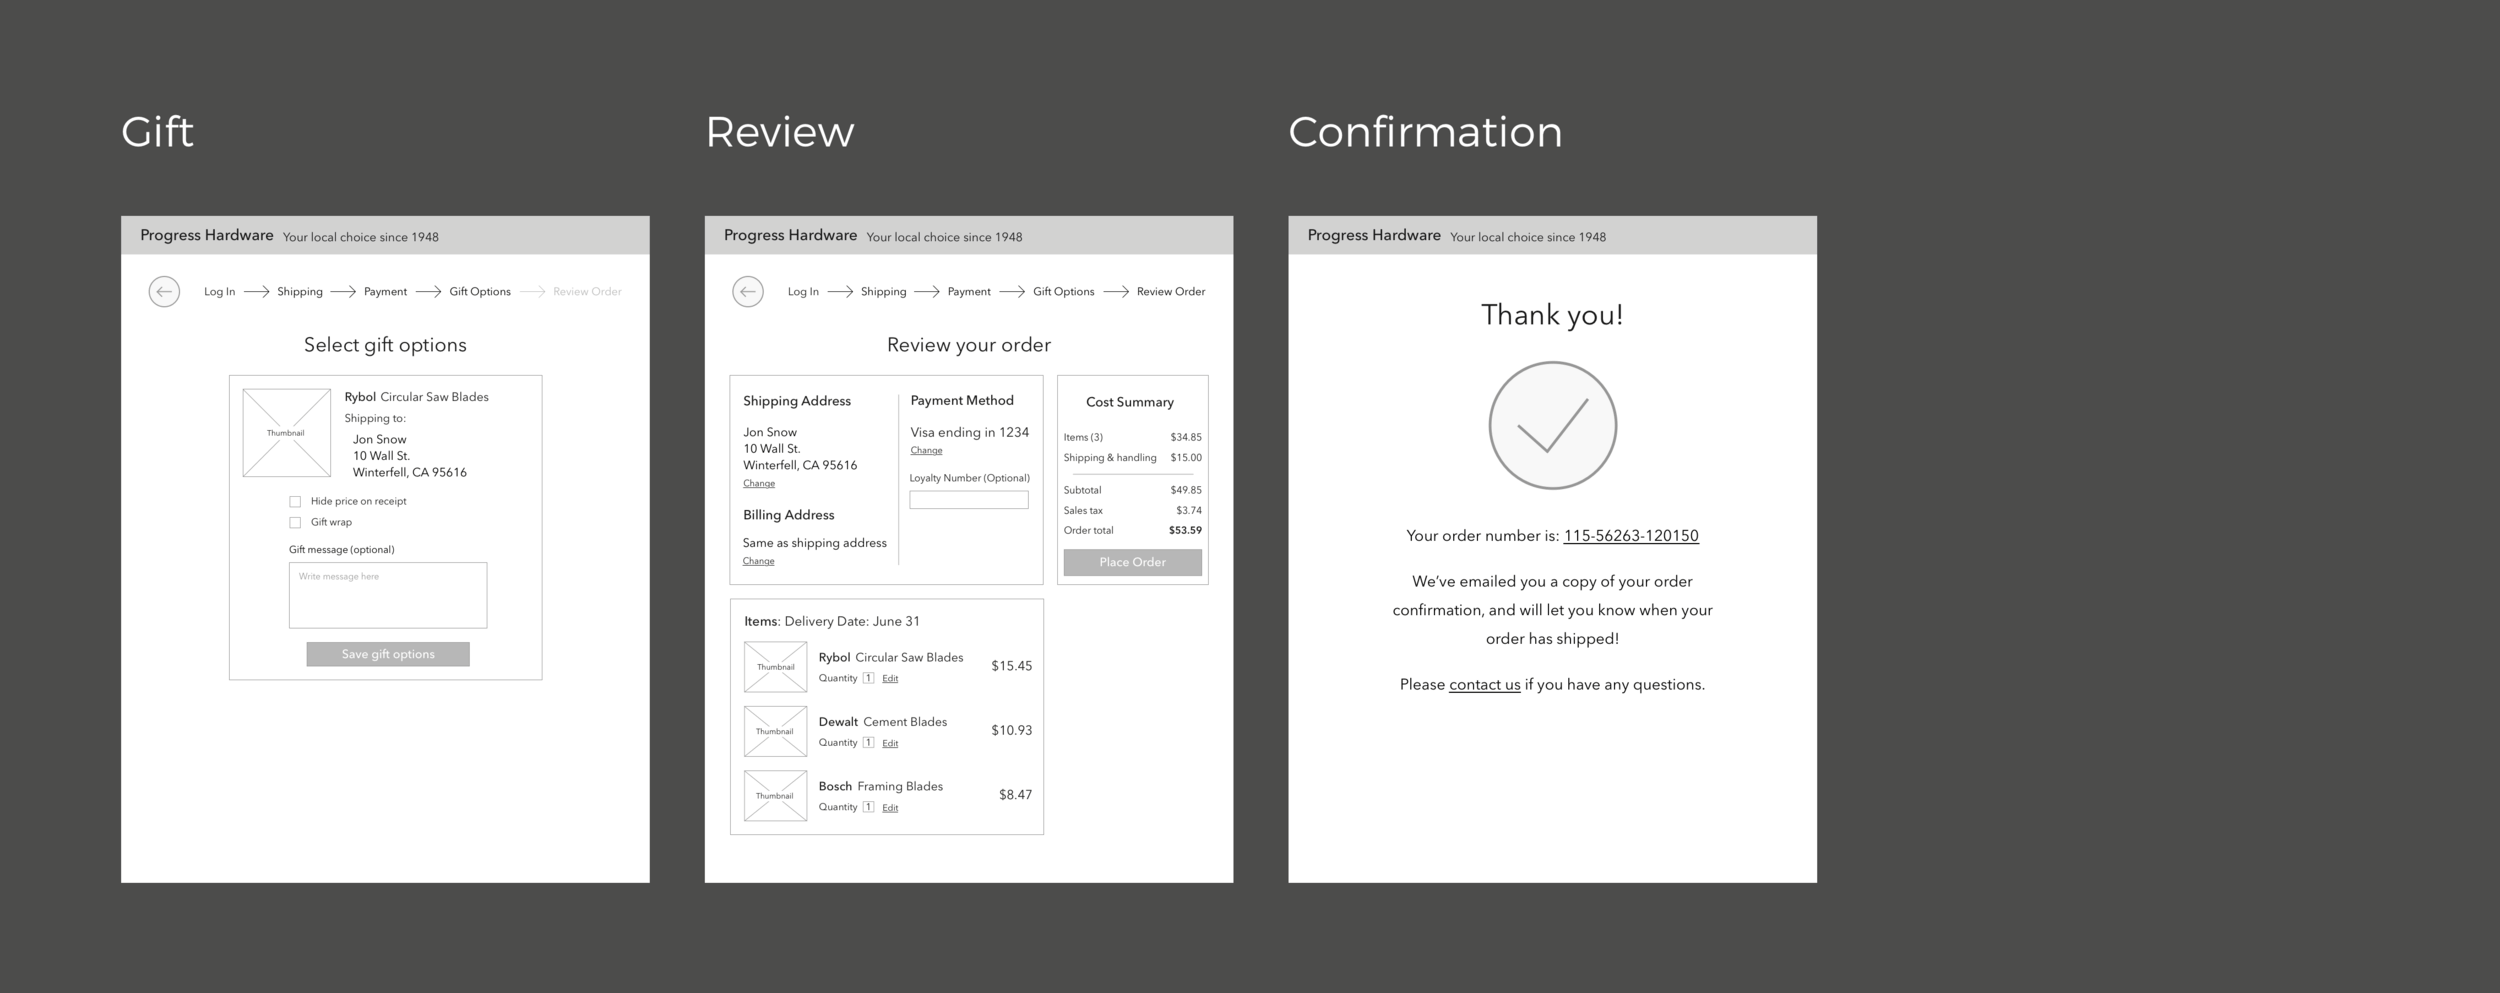 Gift
Progress Hardware Your local choice since 1948
Log In Shipping Payment Gift Options Review Order
Select gift options
Thumbnail
Rybol Circular Saw Blades
Shipping to:
Jon Snow
10 Wall St.
Winterfell, CA 95616
Hide price on receipt
Gift wrap
Gift message (optional)
Write message here
Save gift options
Review
Progress Hardware Your local choice since 1948
Log In Shipping Payment Gift Options Review Order
Review your order
Shipping Address
Jon Snow
10 Wall St.
Winterfell, CA 95616
Change
Billing Address
Same as shipping address
Change
Payment Method
Visa ending in 1234
Change
Loyalty Number (Optional)
Cost Summary
Items (3) $34.85
Shipping & handling $15.00
Subtotal $49.85
Sales tax $3.74
Order total $53.59
Place Order
Items: Delivery Date: June 31
Thumbnail
Rybol Circular Saw Blades
Quantity 1 Edit
$15.45
Thumbnail
Dewalt Cement Blades
Quantity 1 Edit
$10.93
Thumbnail
Bosch Framing Blades
Quantity 1 Edit
$8.47
Confirmation
Progress Hardware Your local choice since 1948
Thank you!
Your order number is: 115-56263-120150
We’ve emailed you a copy of your order
confirmation, and will let you know when your
order has shipped!
Please contact us if you have any questions.